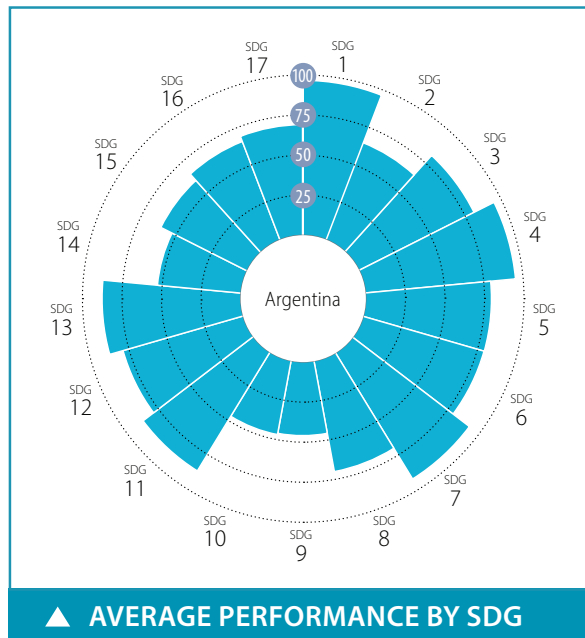 SDG
1
SDG
2
SDG
3
SDG
4
SDG
5
SDG
6
SDG
7
SDG
8
SDG
9
SDG
10
SDG
11
SDG
12
SDG
13
SDG
14
SDG
15
SDG
16
SDG
17
100
75
50
25
Argentina
AVERAGE PERFORMANCE BY SDG